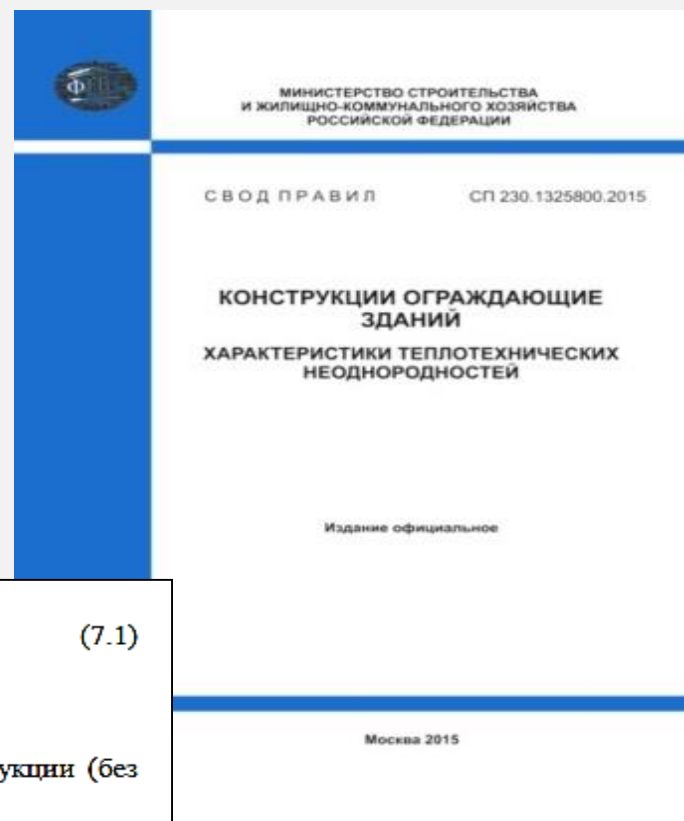 МИНИСТЕРСТВО СТРОИТЕЛЬСТВА
И ЖИЛИЩНО-КОММУНАЛЬНОГО ХОЗЯЙСТВА
РОССИЙСКОЙ ФЕДЕРАЦИИ
СВОД ПРАВИЛ СП 230.1325800.2015
КОНСТРУКЦИИ ОГРАЖДАЮЩИЕ
ЗДАНИЙ
ХАРАКТЕРИСТИКИ ТЕПЛОТЕХНИЧЕСКИХ
НЕОДНОРОДНОСТЕЙ
Издание официальное
(7.1)
Москва 2015
укции (без